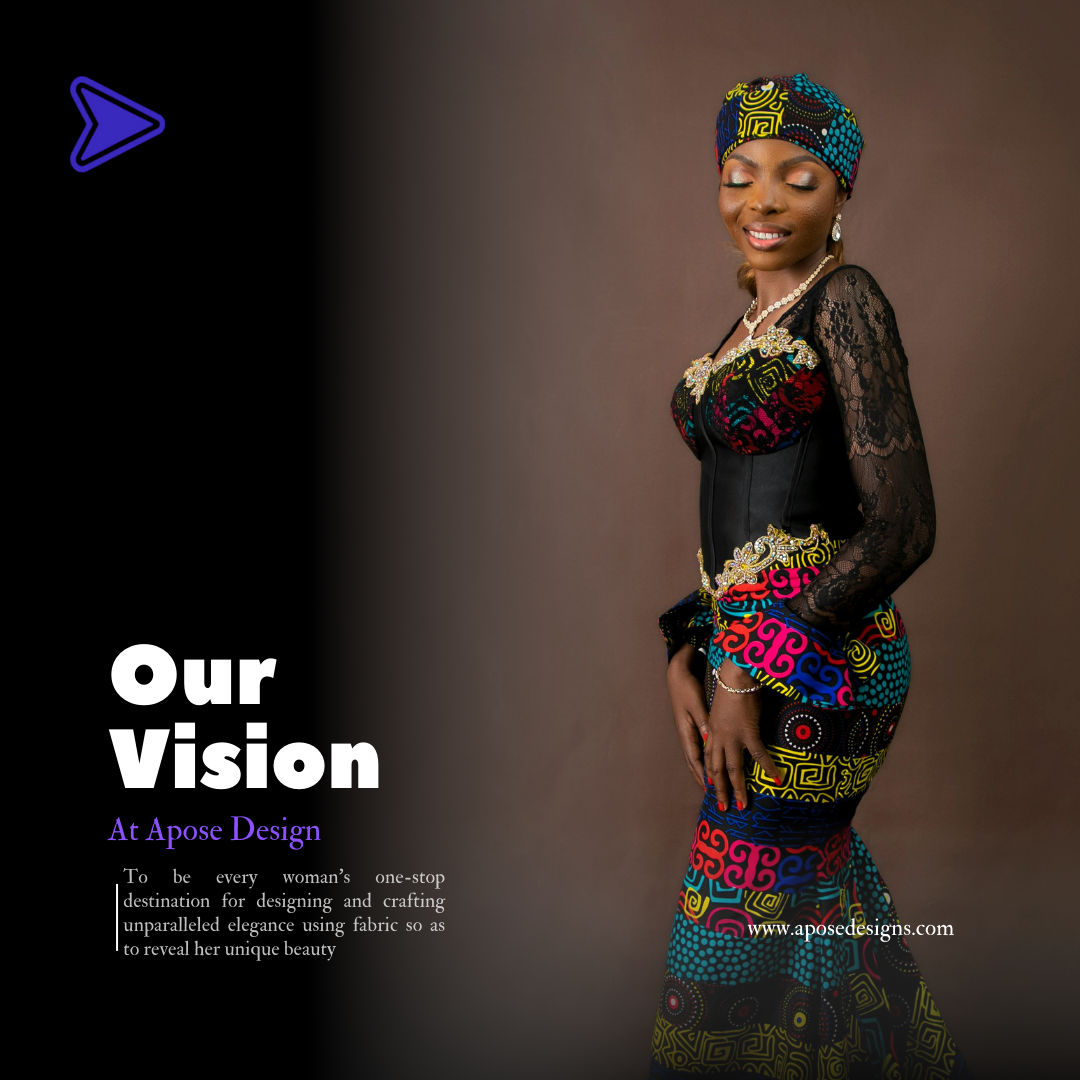 Our
Vision
At Apose Design
To be every woman’s one-stop
destination for designing and crafting
unparalleled elegance using fabric so as
to reveal her unique beauty
www.aposedesigns.com